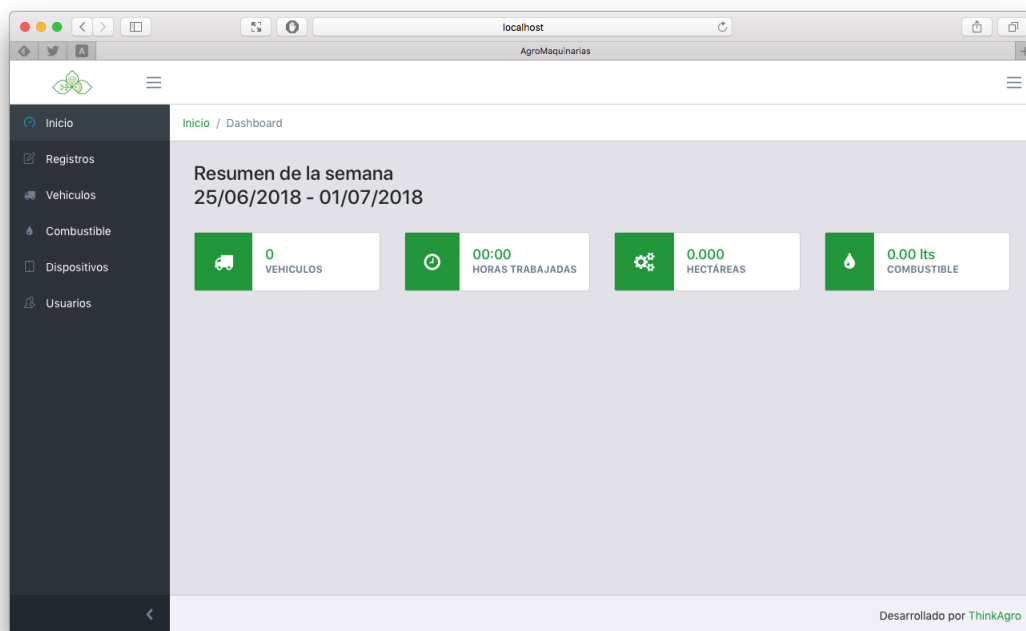 localhost
A
AgroMaquinarias
Inicio
Registros
Vehiculos
Combustible
Dispositivos
Usuarios
Inicio / Dashboard
Resumen de la semana
25/06/2018 - 01/07/2018
0
VEHICULOS
00:00
HORAS TRABAJADAS
0.000
HECTÁREAS
0.00 lts
COMBUSTIBLE
Desarrollado por ThinkAgro